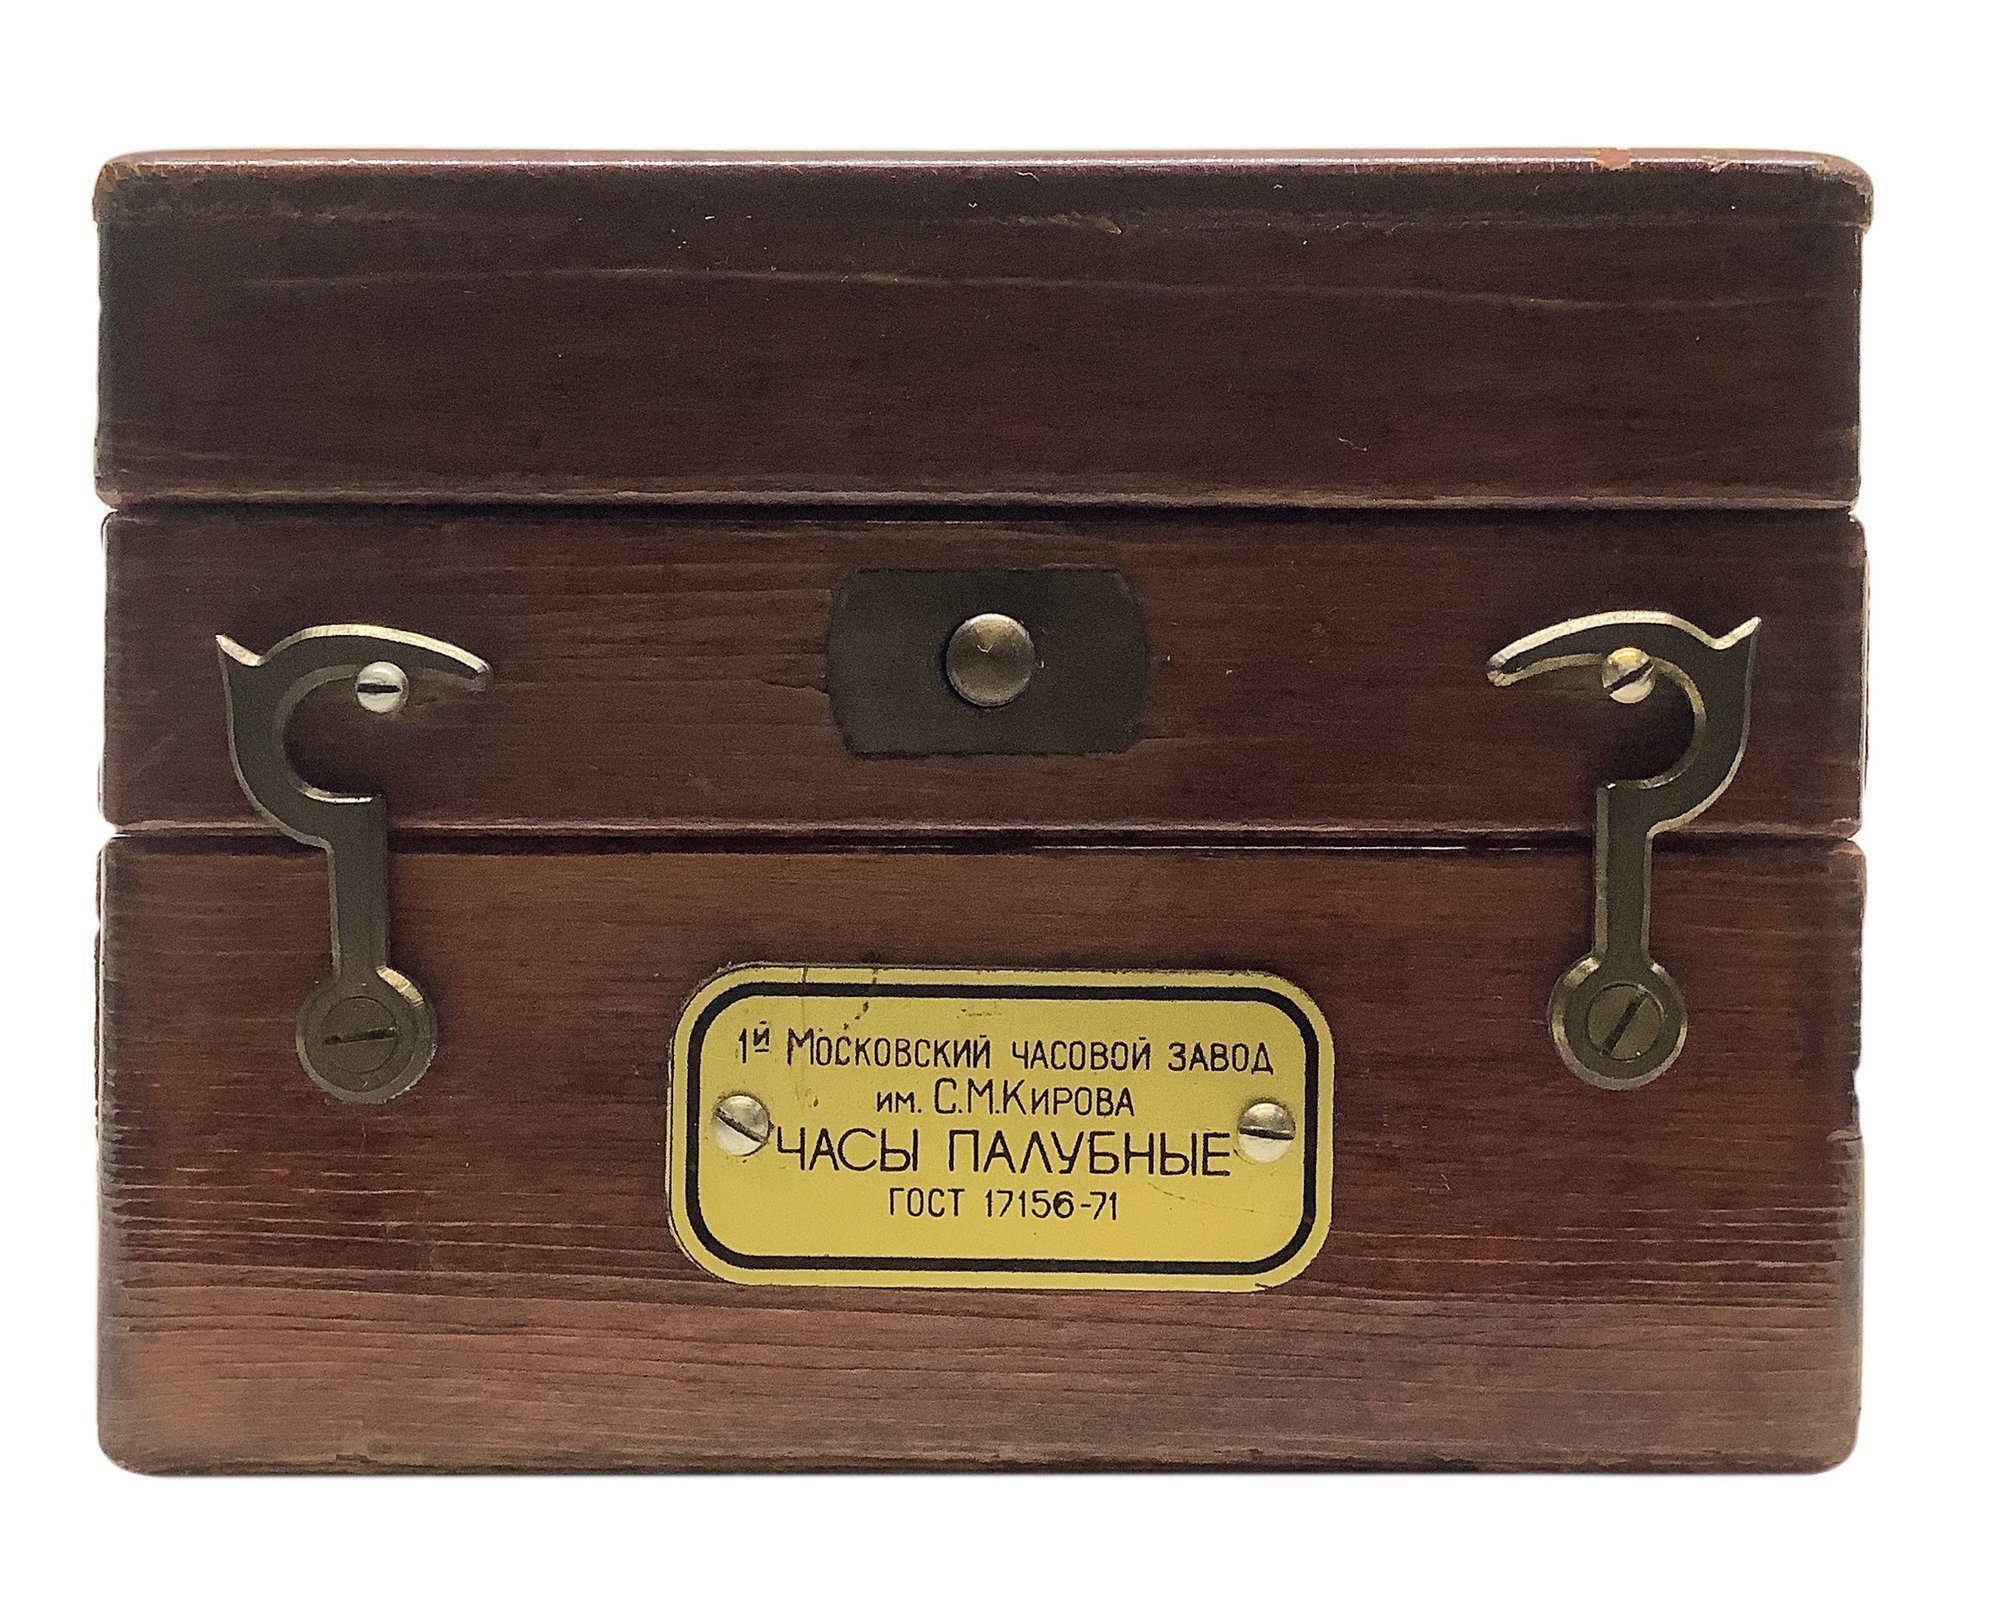 1й Московский часовой завод
им. С.М.Кирова
ЧАСЫ ПАЛУБНЫЕ
ГОСТ 17156-71